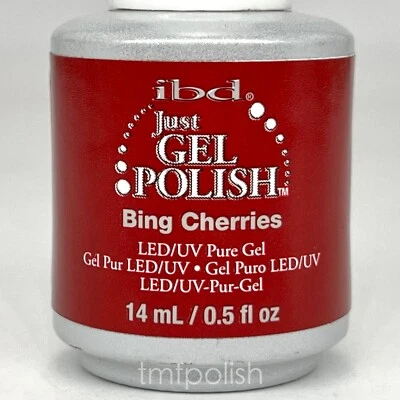 ibd®
Just
GEL
POLISH™
Bing Cherries
LED/UV Pure Gel
Gel Pur LED/UV • Gel Puro LED/UV
LED/UV-Pur-Gel
14 mL / 0.5 fl oz
tmfpolish